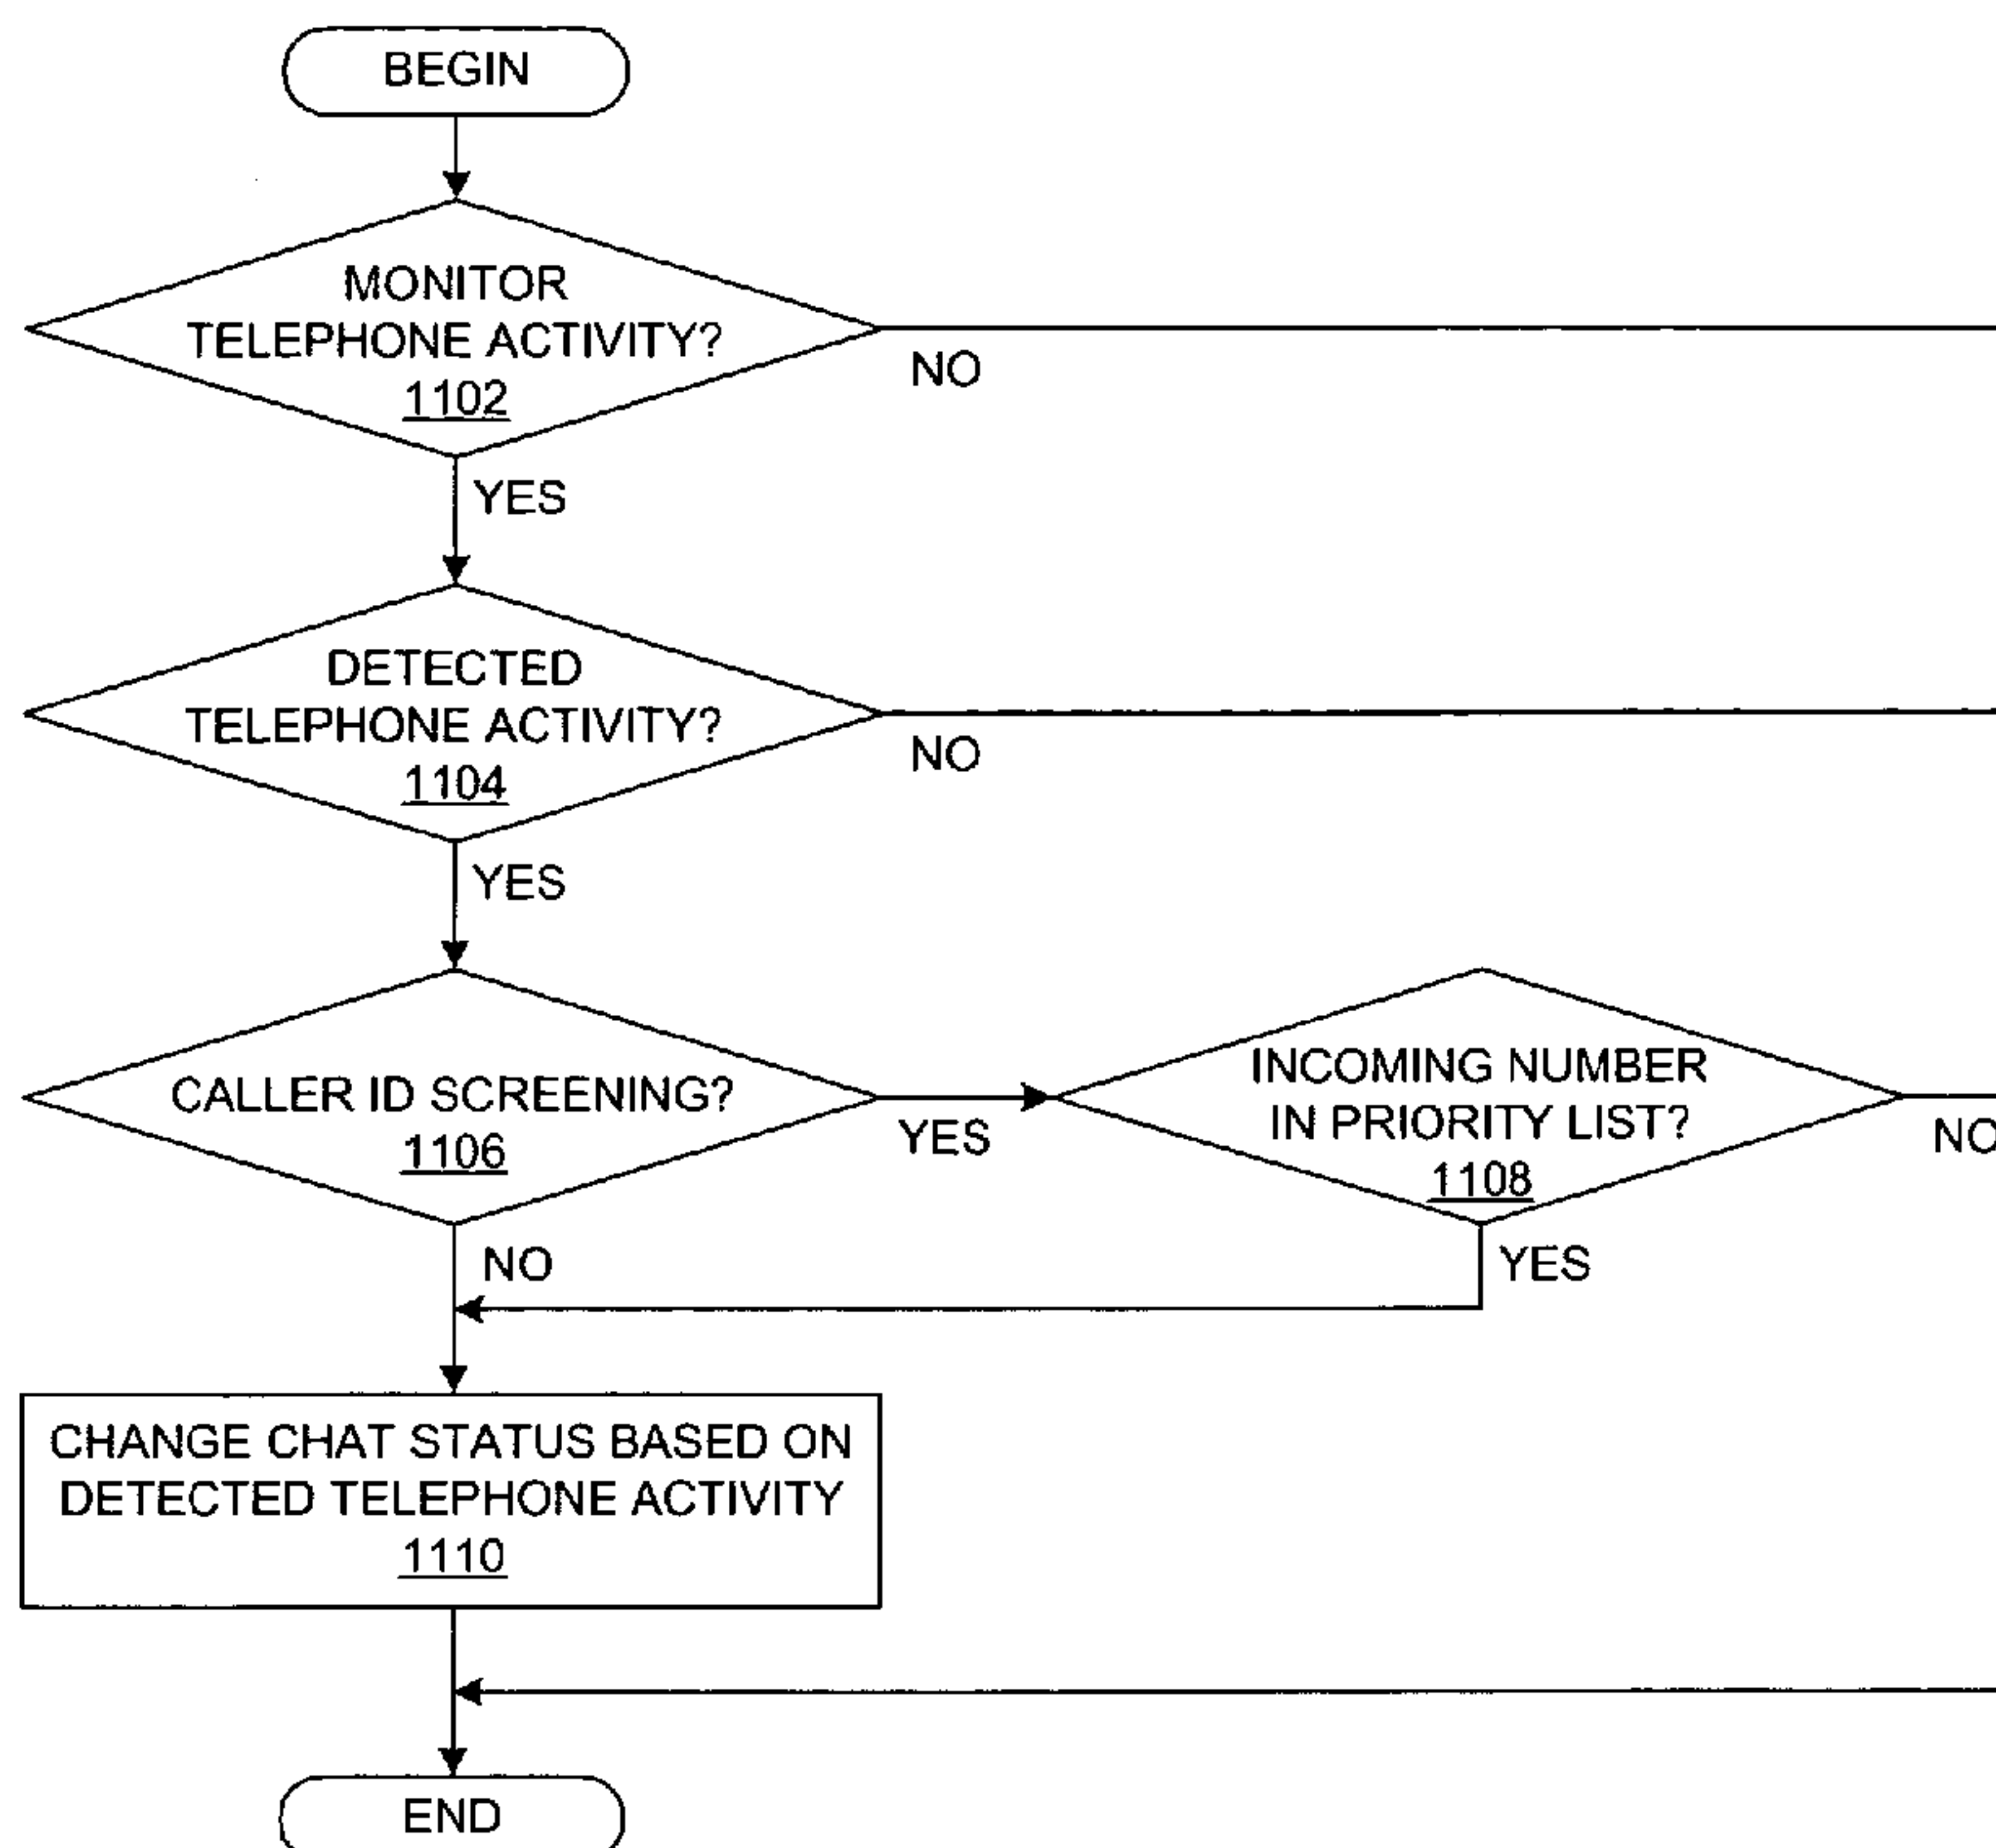 BEGIN
MONITOR
TELEPHONE ACTIVITY?
1102
NO
YES
DETECTED
TELEPHONE ACTIVITY?
1104
NO
YES
CALLER ID SCREENING?
1106
YES
INCOMING NUMBER
IN PRIORITY LIST?
1108
NO
NO
YES
CHANGE CHAT STATUS BASED ON
DETECTED TELEPHONE ACTIVITY
1110
END